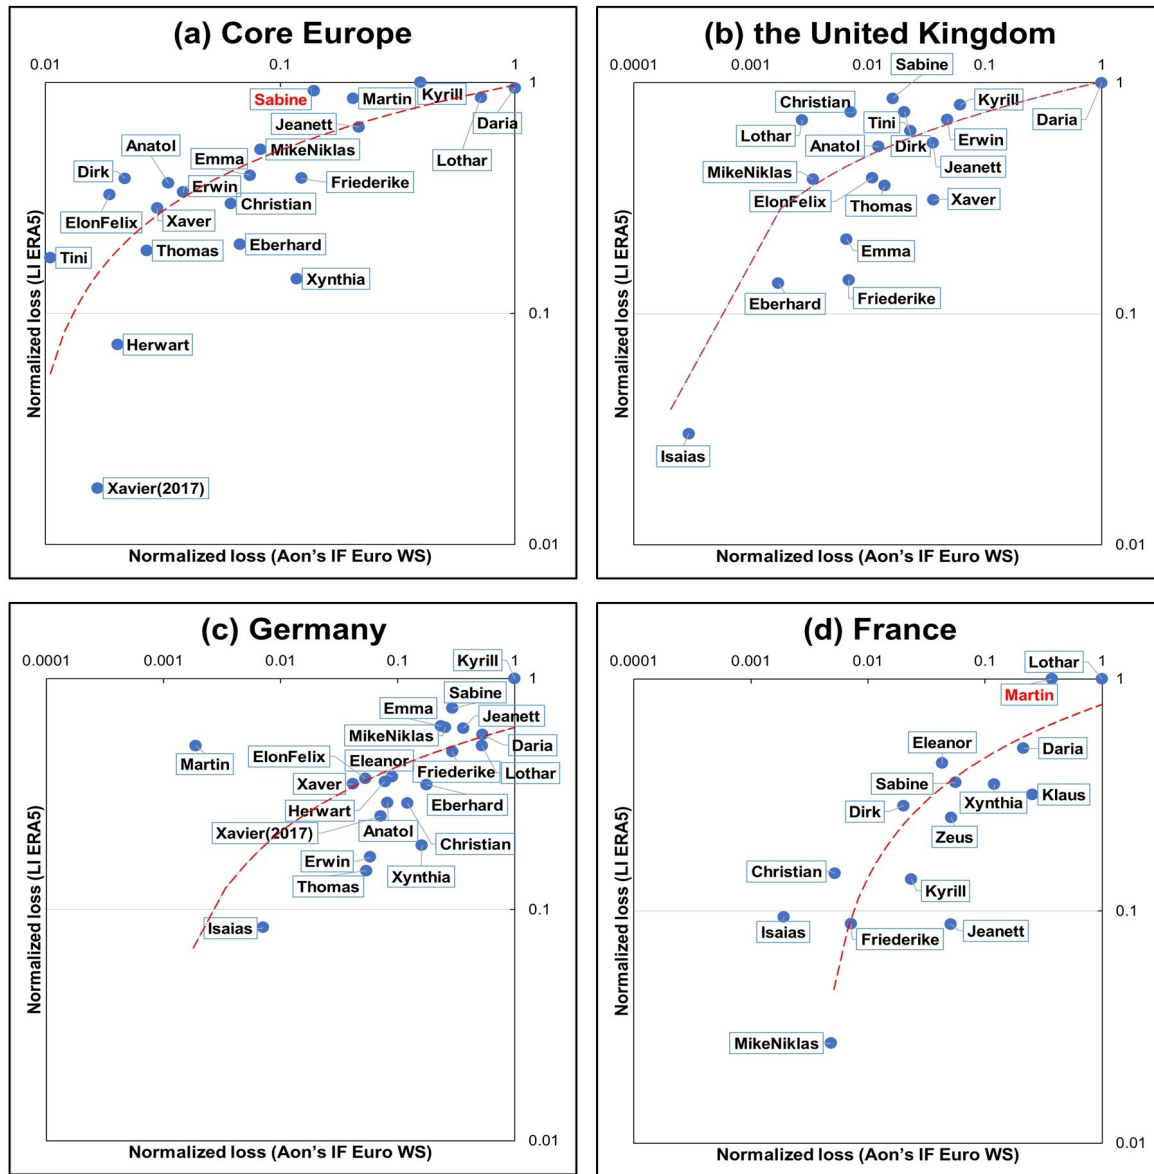 (a) Core Europe
0.01 0.1 1
1
Sabine
Martin
Kyrill
Jeanett
Daria
Anatol
MikeNiklas
Lothar
Emma
Dirk
Erwin
Friederike
ElonFelix
Xaver
Christian
Tini
Thomas
Eberhard
Xynthia
0.1
Herwart
Xavier(2017)
0.01
Normalized loss (LI ERA5)
Normalized loss (Aon's IF Euro WS)
(b) the United Kingdom
0.0001 0.001 0.01 0.1 1
Sabine
1
Christian
Kyrill
Tini
Daria
Lothar
Erwin
Anatol
Dirk
Jeanett
MikeNiklas
ElonFelix
Thomas
Xaver
Emma
Eberhard
Friederike
0.1
Isaias
0.01
Normalized loss (LI ERA5)
Normalized loss (Aon's IF Euro WS)
(c) Germany
0.0001 0.001 0.01 0.1 1
Kyrill
1
Sabine
Emma
Jeanett
MikeNiklas
Daria
Martin
ElonFelix
Eleanor
Friederike
Lothar
Xaver
Herwart
Eberhard
Xavier(2017)
Anatol
Christian
Erwin
Thomas
Xynthia
0.1
Isaias
0.01
Normalized loss (LI ERA5)
Normalized loss (Aon's IF Euro WS)
(d) France
0.0001 0.001 0.01 0.1 1
Lothar
1
Martin
Eleanor
Daria
Sabine
Xynthia
Klaus
Dirk
Zeus
Christian
Kyrill
Isaias
Friederike
Jeanett
0.1
MikeNiklas
0.01
Normalized loss (LI ERA5)
Normalized loss (Aon's IF Euro WS)